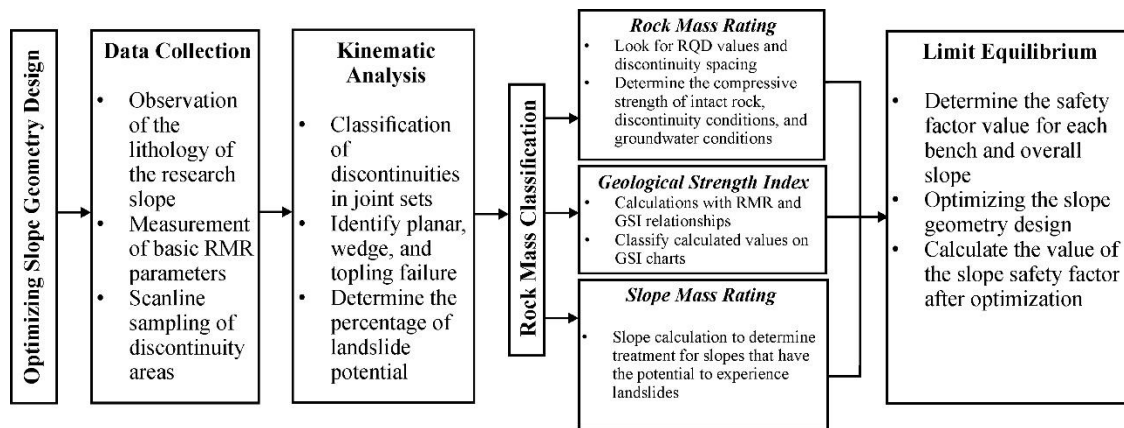 Optimizing Slope Geometry Design
Data Collection
• Observation
of the
lithology of
the research
slope
• Measurement
of basic RMR
parameters
• Scanline
sampling of
discontinuity
areas
Kinematic
Analysis
• Classification
of
discontinuities
in joint sets
• Identify planar,
wedge, and
topling failure
• Determine the
percentage of
landslide
potential
Rock Mass Classification
Rock Mass Rating
• Look for RQD values and
discontinuity spacing
• Determine the compressive
strength of intact rock,
discontinuity conditions, and
groundwater conditions
Geological Strength Index
• Calculations with RMR and
GSI relationships
• Classify calculated values on
GSI charts
Slope Mass Rating
• Slope calculation to determine
treatment for slopes that have
the potential to experience
landslides
Limit Equilibrium
• Determine the safety
factor value for each
bench and overall
slope
• Optimizing the slope
geometry design
• Calculate the value of
the slope safety factor
after optimization